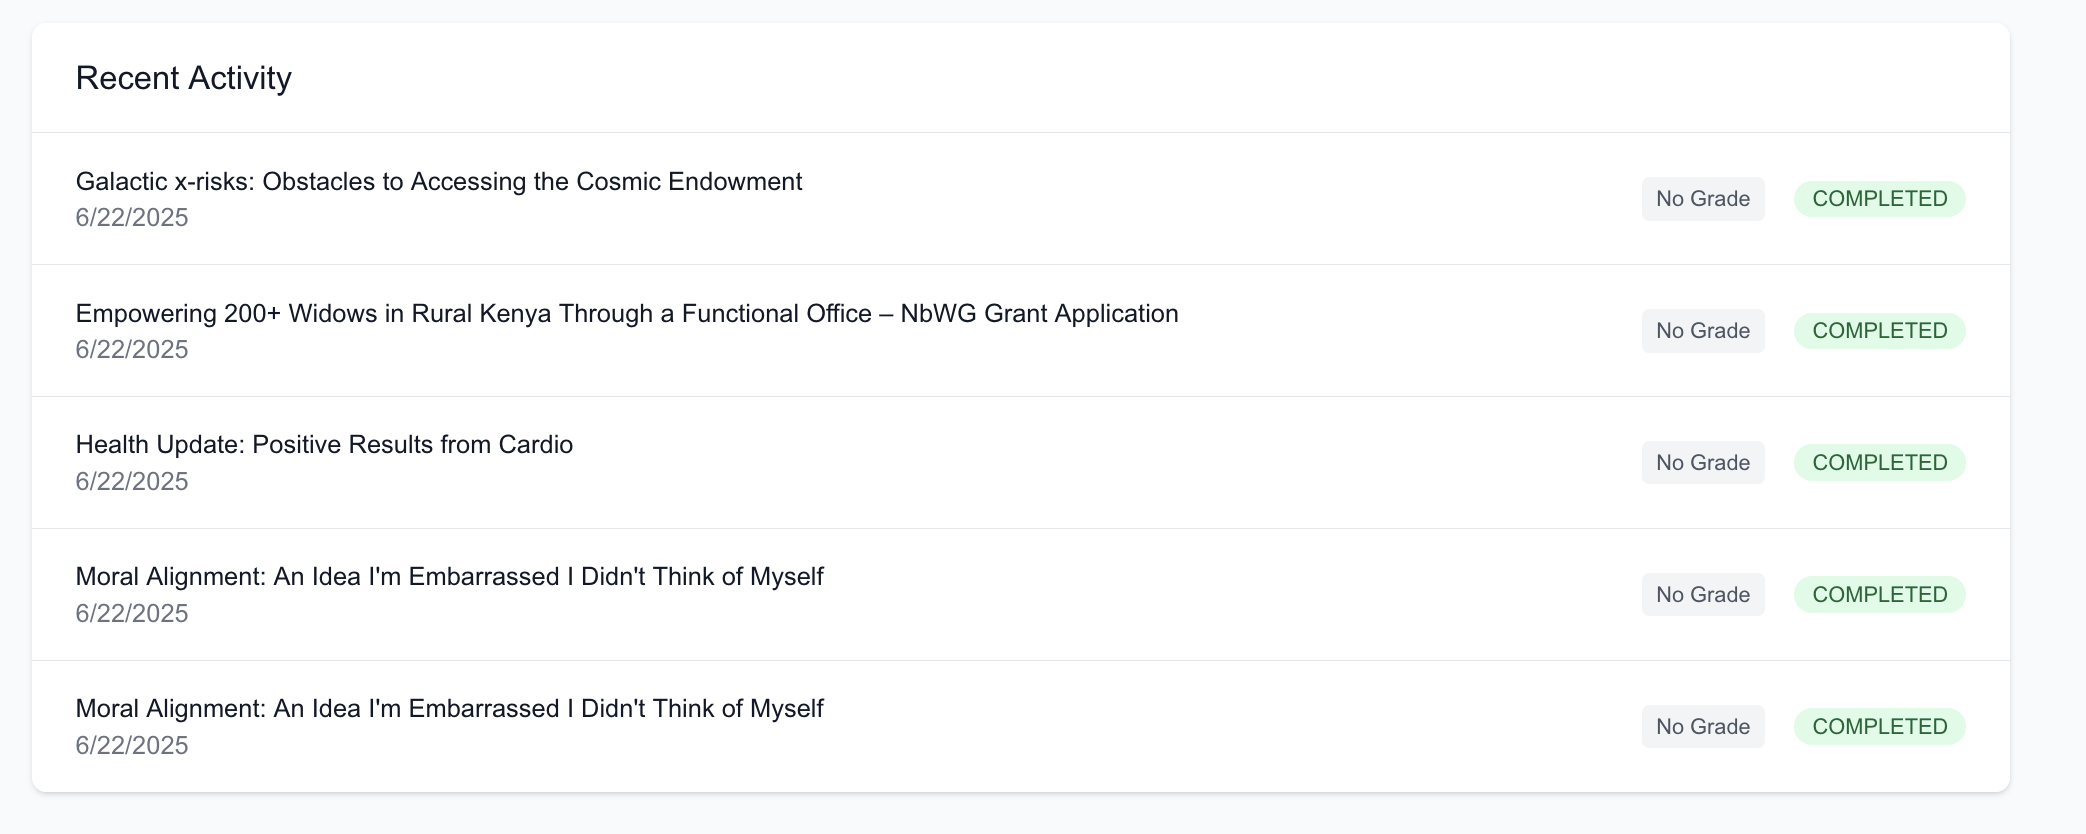 Recent Activity
Galactic x-risks: Obstacles to Accessing the Cosmic Endowment
6/22/2025
No Grade
COMPLETED
Empowering 200+ Widows in Rural Kenya Through a Functional Office – NbWG Grant Application
6/22/2025
No Grade
COMPLETED
Health Update: Positive Results from Cardio
6/22/2025
No Grade
COMPLETED
Moral Alignment: An Idea I'm Embarrassed I Didn't Think of Myself
6/22/2025
No Grade
COMPLETED
Moral Alignment: An Idea I'm Embarrassed I Didn't Think of Myself
6/22/2025
No Grade
COMPLETED